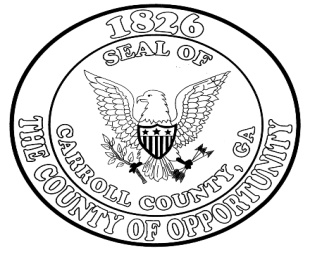 1826
SEAL OF
CARROLL COUNTY, GA
THE COUNTY OF OPPORTUNITY